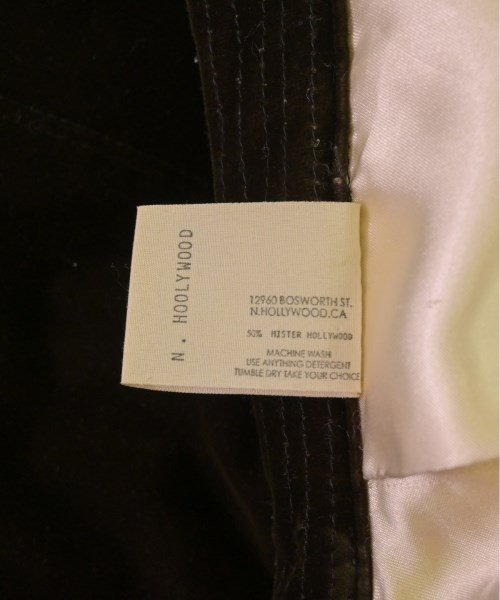 N. HOOLYWOOD
12960 BOSWORTH ST.
N.HOLLYWOOD.CA
50% MISTER HOLLYWOOD
MACHINE WASH
USE ANYTHING DETERGENT
TUMBLE DRY TAKE YOUR CHOICE